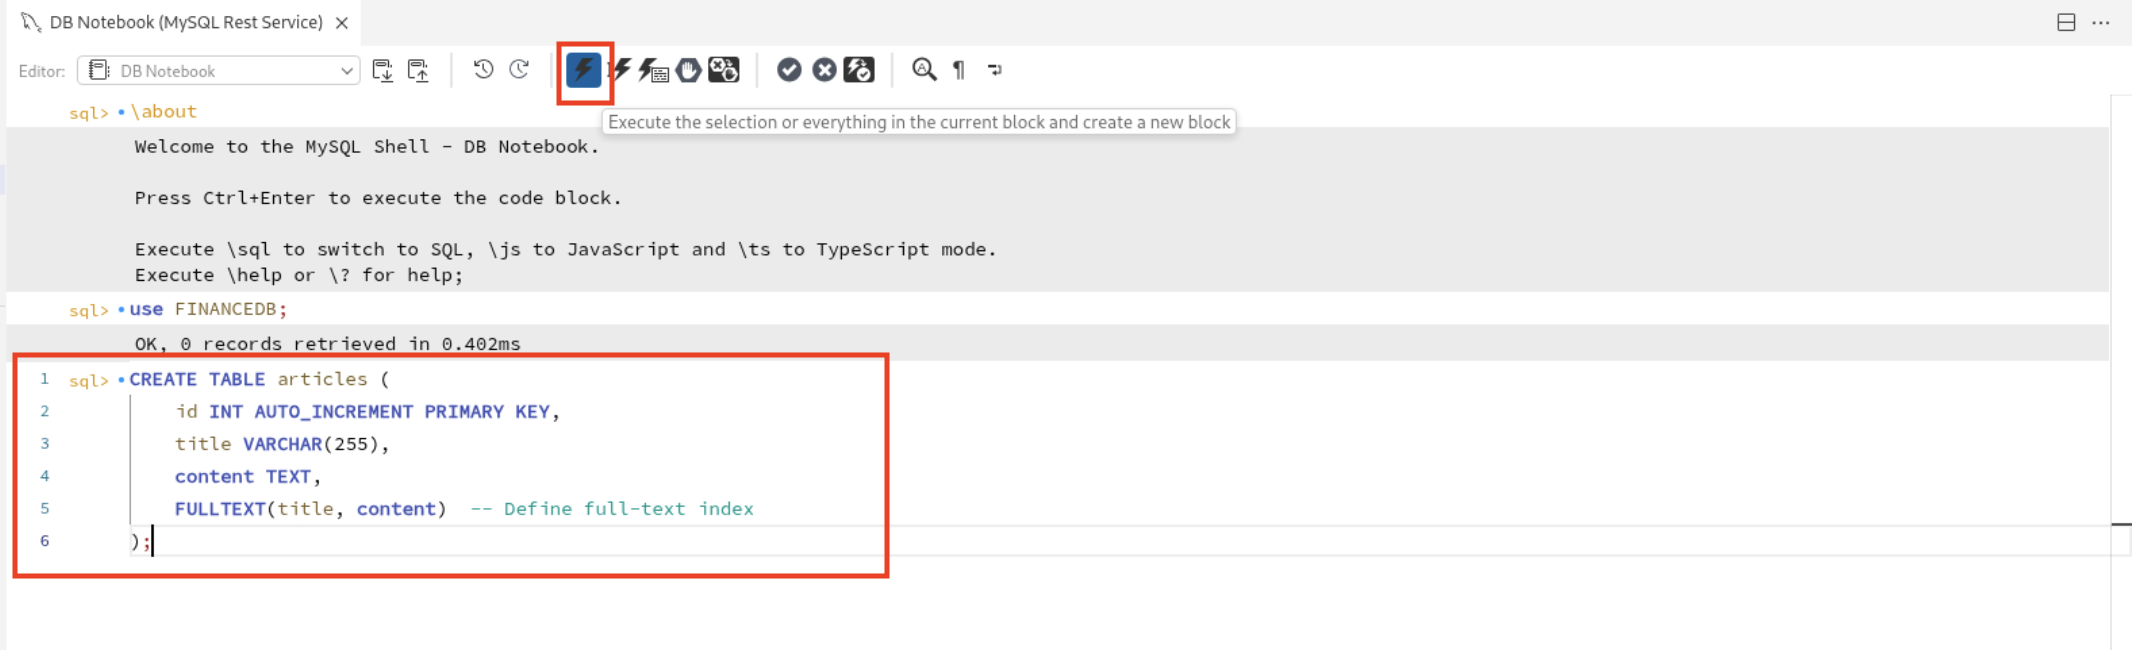 DB Notebook (MySQL Rest Service)
Editor: DB Notebook
sql> \about
Execute the selection or everything in the current block and create a new block
Welcome to the MySQL Shell - DB Notebook.
Press Ctrl+Enter to execute the code block.
Execute \sql to switch to SQL, \js to JavaScript and \ts to TypeScript mode.
Execute \help or \? for help;
sql> use FINANCEDB;
OK, 0 records retrieved in 0.402ms
1 sql> CREATE TABLE articles (
2 id INT AUTO_INCREMENT PRIMARY KEY,
3 title VARCHAR(255),
4 content TEXT,
5 FULLTEXT(title, content) -- Define full-text index
6 );